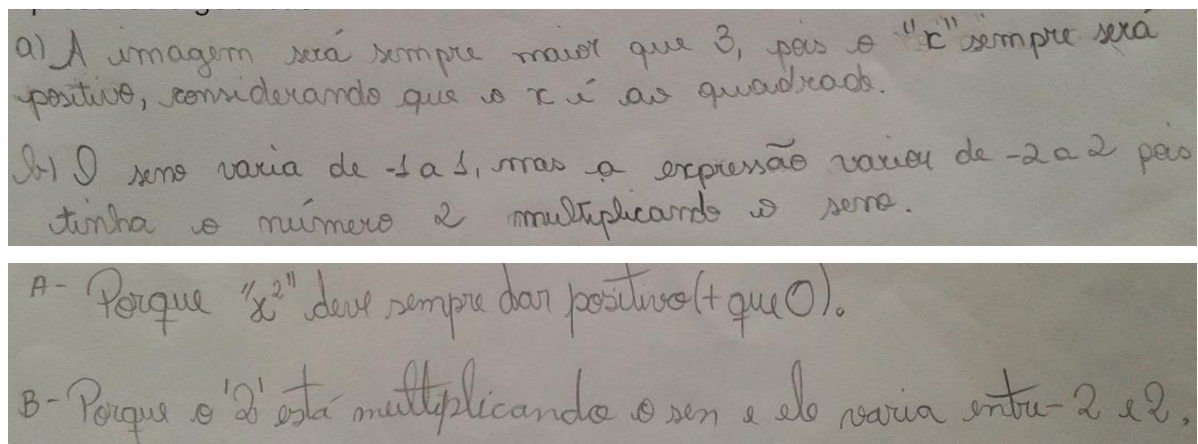 a) A imagem será sempre maior que 3, pois o "x" sempre será
positivo, considerando que o x é ao quadrado.
b) O seno varia de -1 a 1, mas a expressão variou de -2 a 2 pois
tinha o número 2 multiplicando o seno.
A- Porque "x²" deve sempre dar positivo (+ que 0).
B- Porque o '2' está multiplicando o sen e ele varia entre -2 e 2.